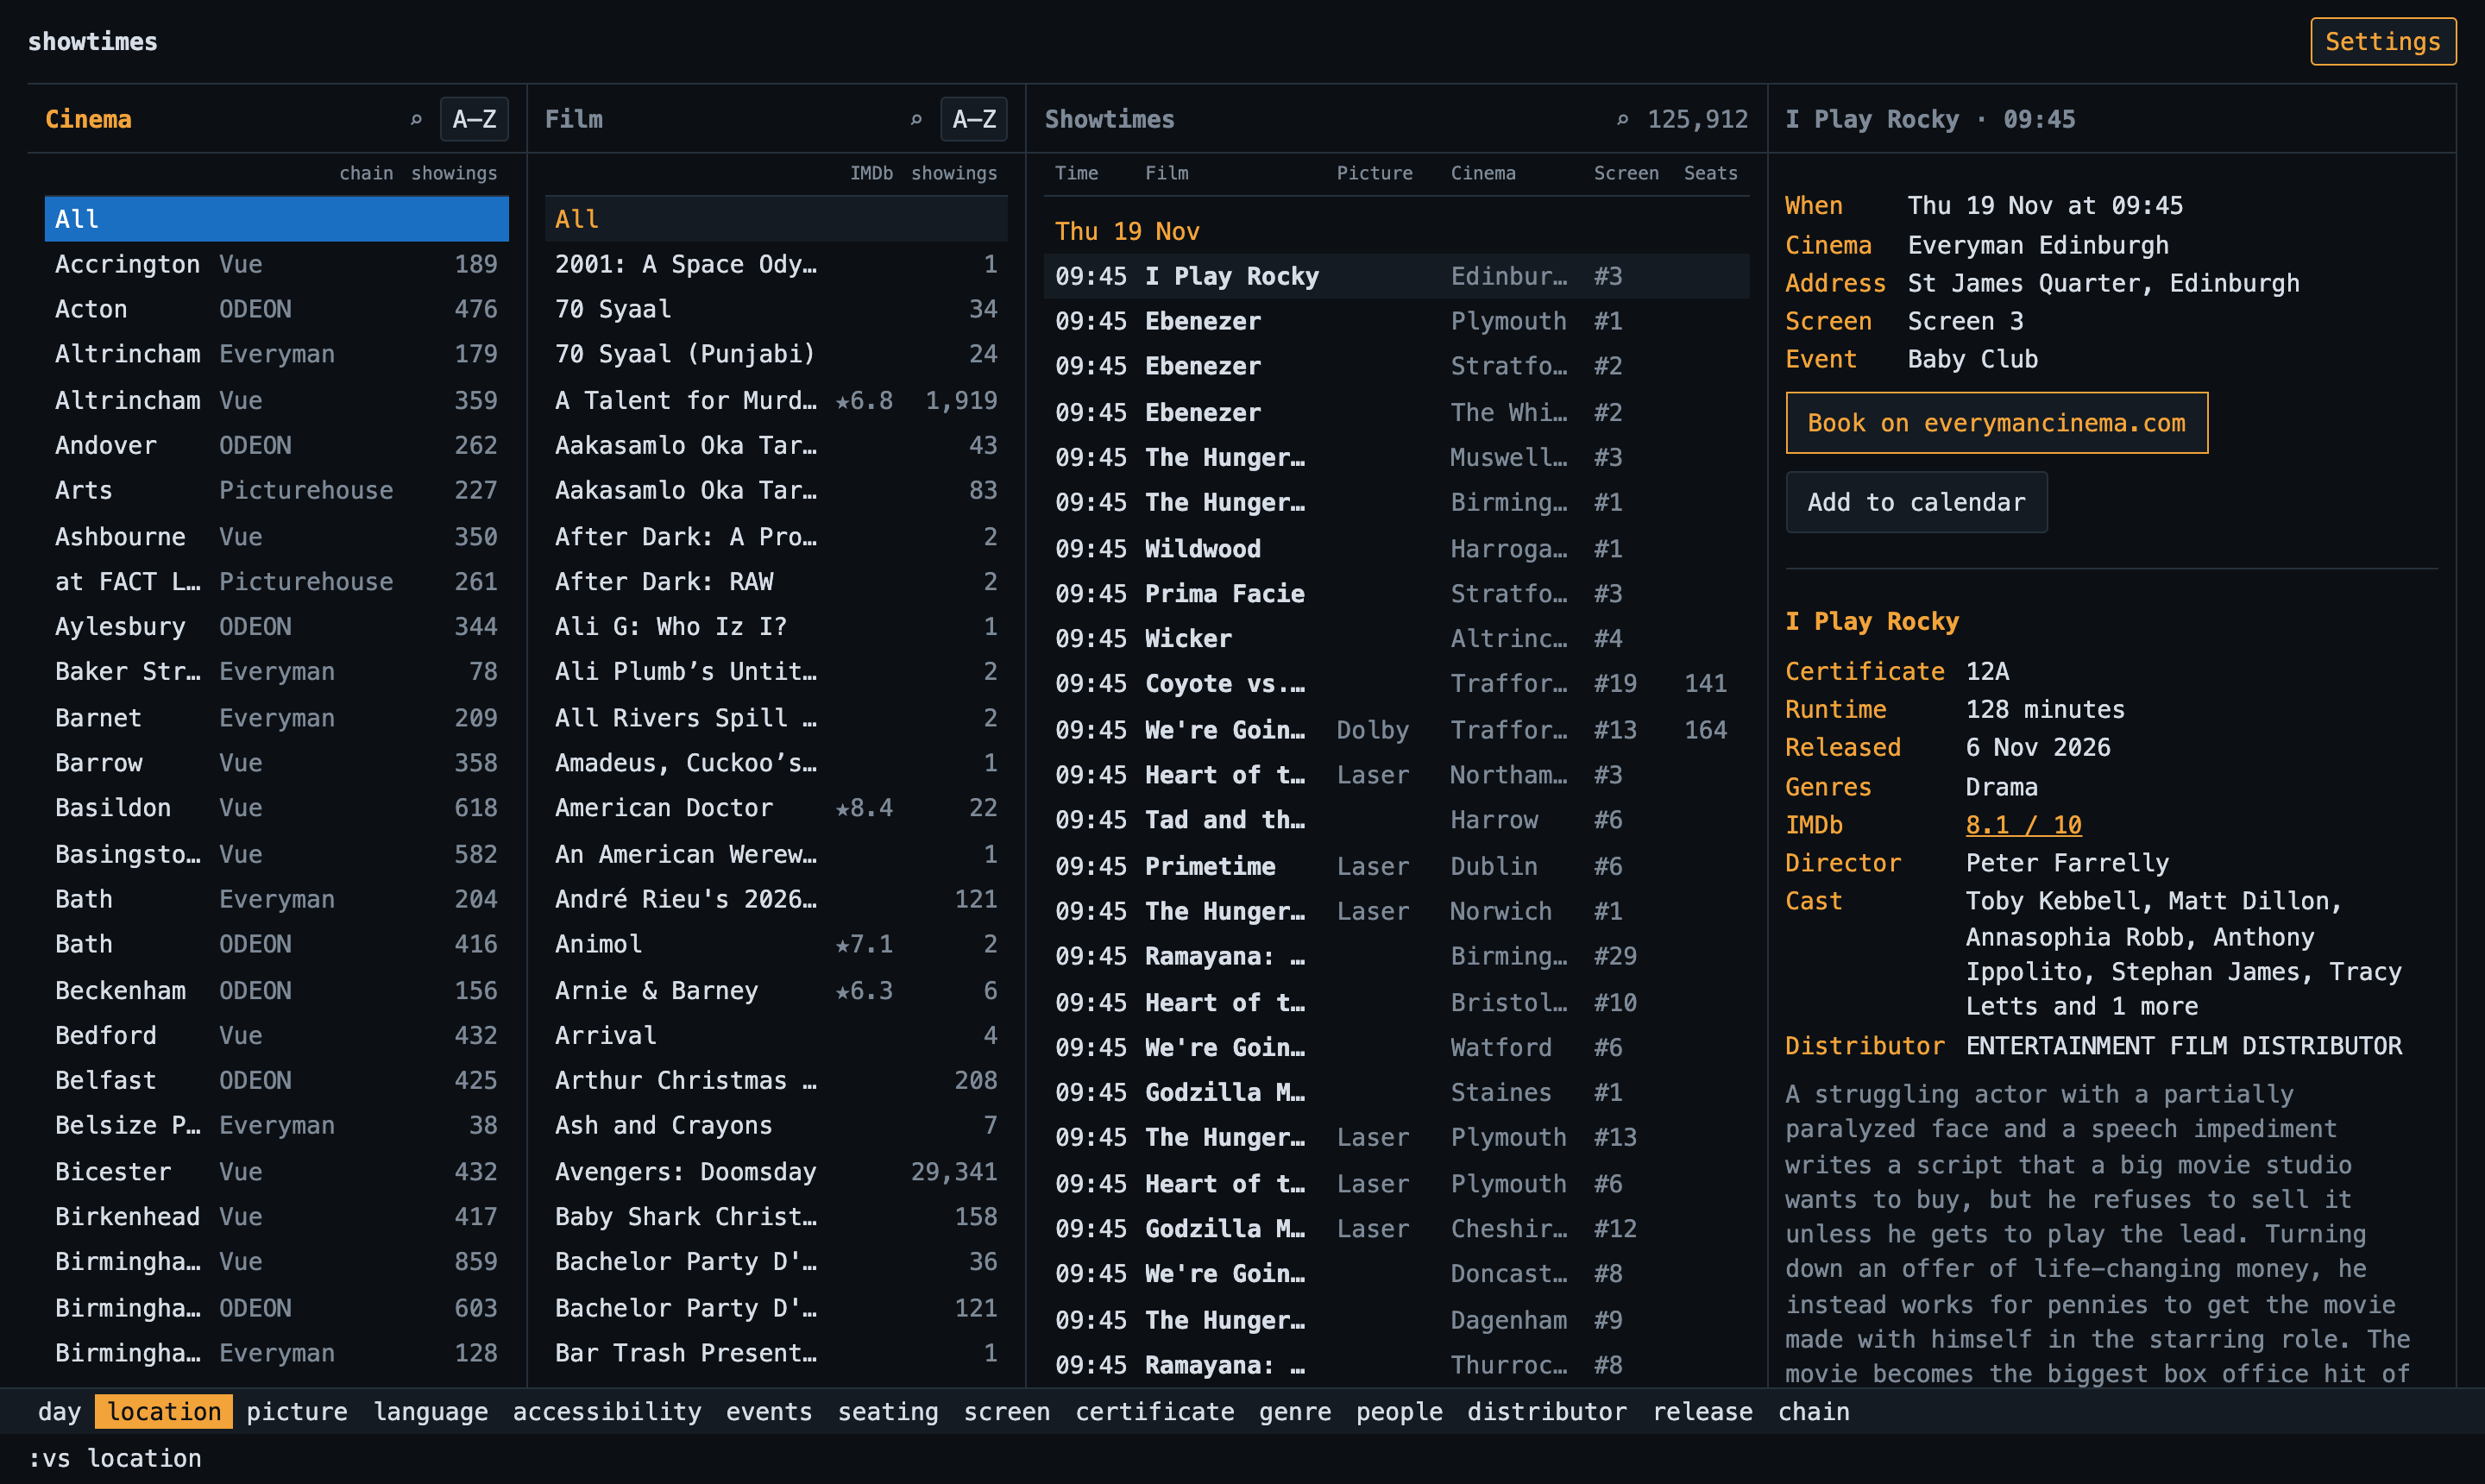 showtimes
Settings
Cinema ⌕ A–Z
chain showings
All
Accrington Vue 189
Acton ODEON 476
Altrincham Everyman 179
Altrincham Vue 359
Andover ODEON 262
Arts Picturehouse 227
Ashbourne Vue 350
at FACT L… Picturehouse 261
Aylesbury ODEON 344
Baker Str… Everyman 78
Barnet Everyman 209
Barrow Vue 358
Basildon Vue 618
Basingsto… Vue 582
Bath Everyman 204
Bath ODEON 416
Beckenham ODEON 156
Bedford Vue 432
Belfast ODEON 425
Belsize P… Everyman 38
Bicester Vue 432
Birkenhead Vue 417
Birmingha… Vue 859
Birmingha… ODEON 603
Birmingha… Everyman 128
Film ⌕ A–Z
IMDb showings
All
2001: A Space Ody… 1
70 Syaal 34
70 Syaal (Punjabi) 24
A Talent for Murd… ★6.8 1,919
Aakasamlo Oka Tar… 43
Aakasamlo Oka Tar… 83
After Dark: A Pro… 2
After Dark: RAW 2
Ali G: Who Iz I? 1
Ali Plumb’s Untit… 2
All Rivers Spill … 2
Amadeus, Cuckoo’s… 1
American Doctor ★8.4 22
An American Werew… 1
André Rieu's 2026… 121
Animol ★7.1 2
Arnie & Barney ★6.3 6
Arrival 4
Arthur Christmas … 208
Ash and Crayons 7
Avengers: Doomsday 29,341
Baby Shark Christ… 158
Bachelor Party D'… 36
Bachelor Party D'… 121
Bar Trash Present… 1
Showtimes ⌕ 125,912
Time Film Picture Cinema Screen Seats
Thu 19 Nov
09:45 I Play Rocky Edinbur… #3
09:45 Ebenezer Plymouth #1
09:45 Ebenezer Stratfo… #2
09:45 Ebenezer The Whi… #2
09:45 The Hunger… Muswell… #3
09:45 The Hunger… Birming… #1
09:45 Wildwood Harroga… #1
09:45 Prima Facie Stratfo… #3
09:45 Wicker Altrinc… #4
09:45 Coyote vs.… Traffor… #19 141
09:45 We're Goin… Dolby Traffor… #13 164
09:45 Heart of t… Laser Northam… #3
09:45 Tad and th… Harrow #6
09:45 Primetime Laser Dublin #6
09:45 The Hunger… Laser Norwich #1
09:45 Ramayana: … Birming… #29
09:45 Heart of t… Bristol… #10
09:45 We're Goin… Watford #6
09:45 Godzilla M… Staines #1
09:45 The Hunger… Laser Plymouth #13
09:45 Heart of t… Laser Plymouth #6
09:45 Godzilla M… Laser Cheshir… #12
09:45 We're Goin… Doncast… #8
09:45 The Hunger… Dagenham #9
09:45 Ramayana: … Thurroc… #8
I Play Rocky · 09:45
When Thu 19 Nov at 09:45
Cinema Everyman Edinburgh
Address St James Quarter, Edinburgh
Screen Screen 3
Event Baby Club
Book on everymancinema.com
Add to calendar
I Play Rocky
Certificate 12A
Runtime 128 minutes
Released 6 Nov 2026
Genres Drama
IMDb 8.1 / 10
Director Peter Farrelly
Cast Toby Kebbell, Matt Dillon,
Annasophia Robb, Anthony
Ippolito, Stephan James, Tracy
Letts and 1 more
Distributor ENTERTAINMENT FILM DISTRIBUTOR
A struggling actor with a partially
paralyzed face and a speech impediment
writes a script that a big movie studio
wants to buy, but he refuses to sell it
unless he gets to play the lead. Turning
down an offer of life-changing money, he
instead works for pennies to get the movie
made with himself in the starring role. The
movie becomes the biggest box office hit of
day location picture language accessibility events seating screen certificate genre people distributor release chain
:vs location